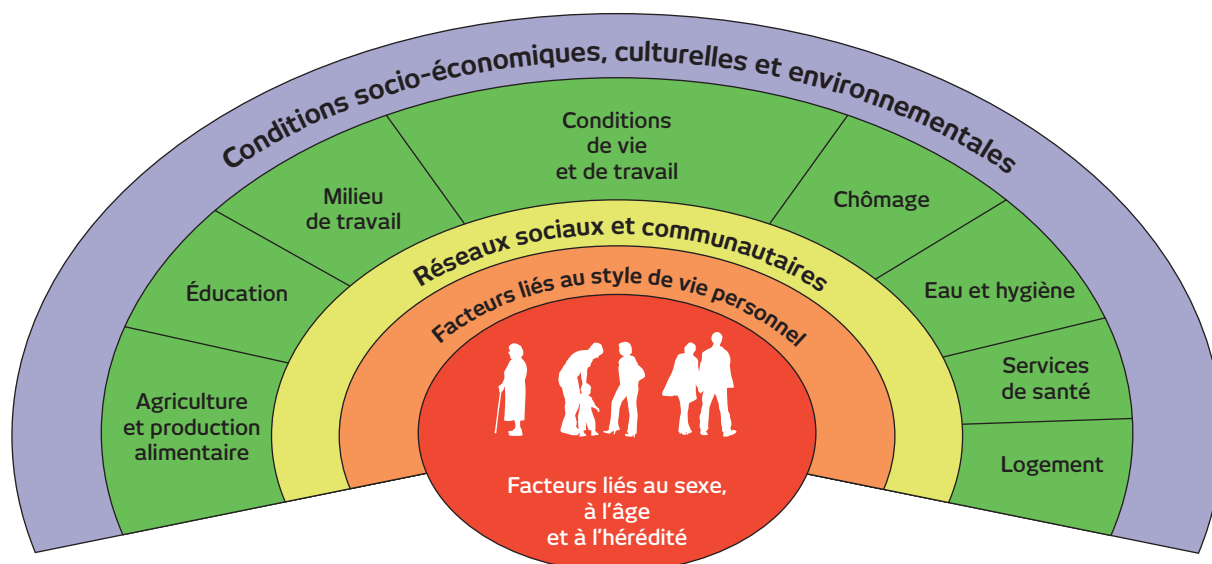 Conditions socio-économiques, culturelles et environnementales
Conditions
de vie
et de travail
Milieu
de travail
Chômage
Éducation
Eau et hygiène
Agriculture
et production
alimentaire
Services
de santé
Logement
Réseaux sociaux et communautaires
Facteurs liés au style de vie personnel
Facteurs liés au sexe,
à l'âge
et à l'hérédité